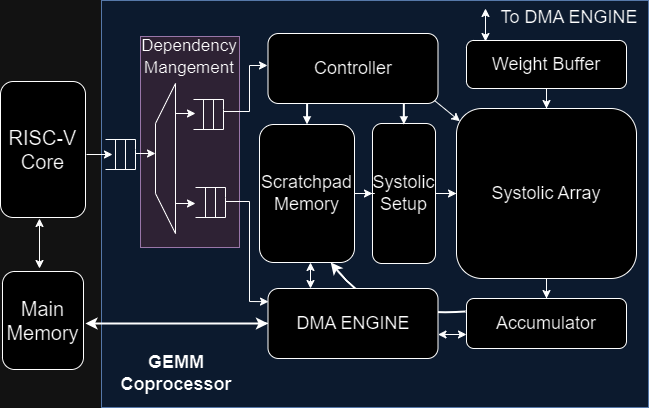 To DMA ENGINE
Dependency
Mangement
Controller
Weight Buffer
RISC-V
Core
Scratchpad
Memory
Systolic
Setup
Systolic Array
Main
Memory
DMA ENGINE
Accumulator
GEMM
Coprocessor